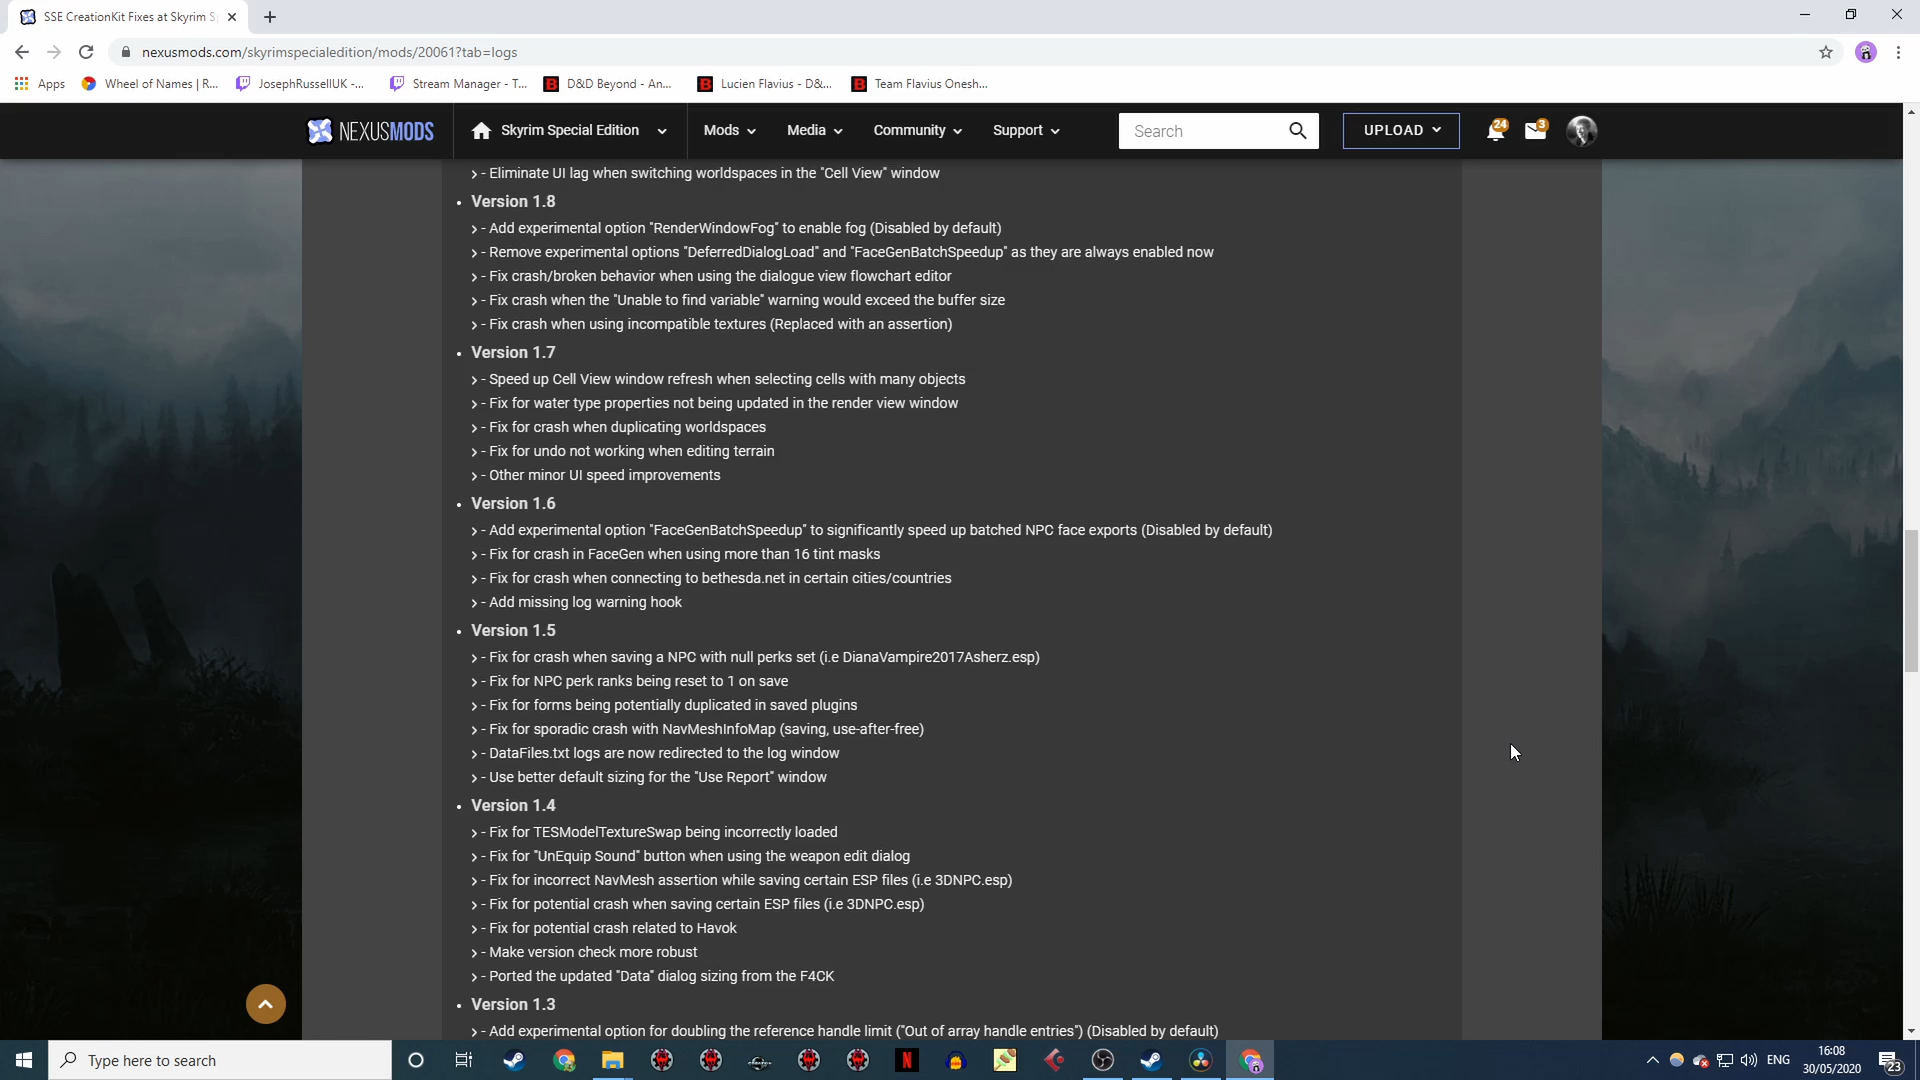 SSE CreationKit Fixes at Skyrim S
nexusmods.com/skyrimspecialedition/mods/20061?tab=logs
Apps
Wheel of Names | R...
JosephRussellUK -...
Stream Manager - T...
D&D Beyond - An...
Lucien Flavius - D&...
Team Flavius Onesh...
NEXUSMODS
Skyrim Special Edition
Mods
Media
Community
Support
Search
UPLOAD
24
3
- Eliminate UI lag when switching worldspaces in the "Cell View" window
Version 1.8
- Add experimental option "RenderWindowFog" to enable fog (Disabled by default)
- Remove experimental options "DeferredDialogLoad" and "FaceGenBatchSpeedup" as they are always enabled now
- Fix crash/broken behavior when using the dialogue view flowchart editor
- Fix crash when the "Unable to find variable" warning would exceed the buffer size
- Fix crash when using incompatible textures (Replaced with an assertion)
Version 1.7
- Speed up Cell View window refresh when selecting cells with many objects
- Fix for water type properties not being updated in the render view window
- Fix for crash when duplicating worldspaces
- Fix for undo not working when editing terrain
- Other minor UI speed improvements
Version 1.6
- Add experimental option "FaceGenBatchSpeedup" to significantly speed up batched NPC face exports (Disabled by default)
- Fix for crash in FaceGen when using more than 16 tint masks
- Fix for crash when connecting to bethesda.net in certain cities/countries
- Add missing log warning hook
Version 1.5
- Fix for crash when saving a NPC with null perks set (i.e DianaVampire2017Asherz.esp)
- Fix for NPC perk ranks being reset to 1 on save
- Fix for forms being potentially duplicated in saved plugins
- Fix for sporadic crash with NavMeshInfoMap (saving, use-after-free)
- DataFiles.txt logs are now redirected to the log window
- Use better default sizing for the "Use Report" window
Version 1.4
- Fix for TESModelTextureSwap being incorrectly loaded
- Fix for "UnEquip Sound" button when using the weapon edit dialog
- Fix for incorrect NavMesh assertion while saving certain ESP files (i.e 3DNPC.esp)
- Fix for potential crash when saving certain ESP files (i.e 3DNPC.esp)
- Fix for potential crash related to Havok
- Make version check more robust
- Ported the updated "Data" dialog sizing from the F4CK
Version 1.3
- Add experimental option for doubling the reference handle limit ("Out of array handle entries") (Disabled by default)
Type here to search
ENG
16:08
30/05/2020
23